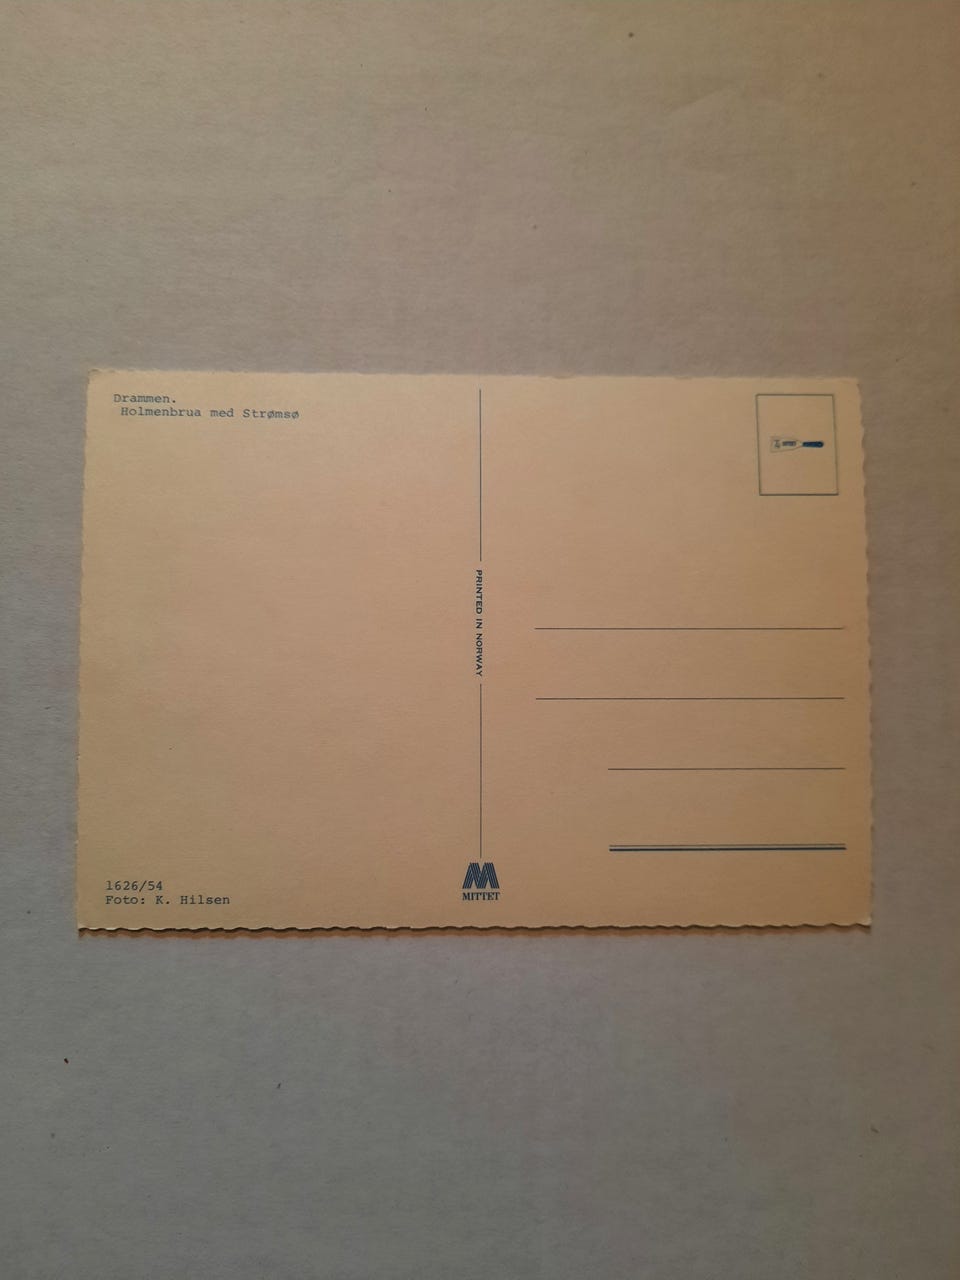 Drammen.
Holmenbrua med Strømsø
PRINTED IN NORWAY
1626/54
Foto: K. Hilsen
MITTET